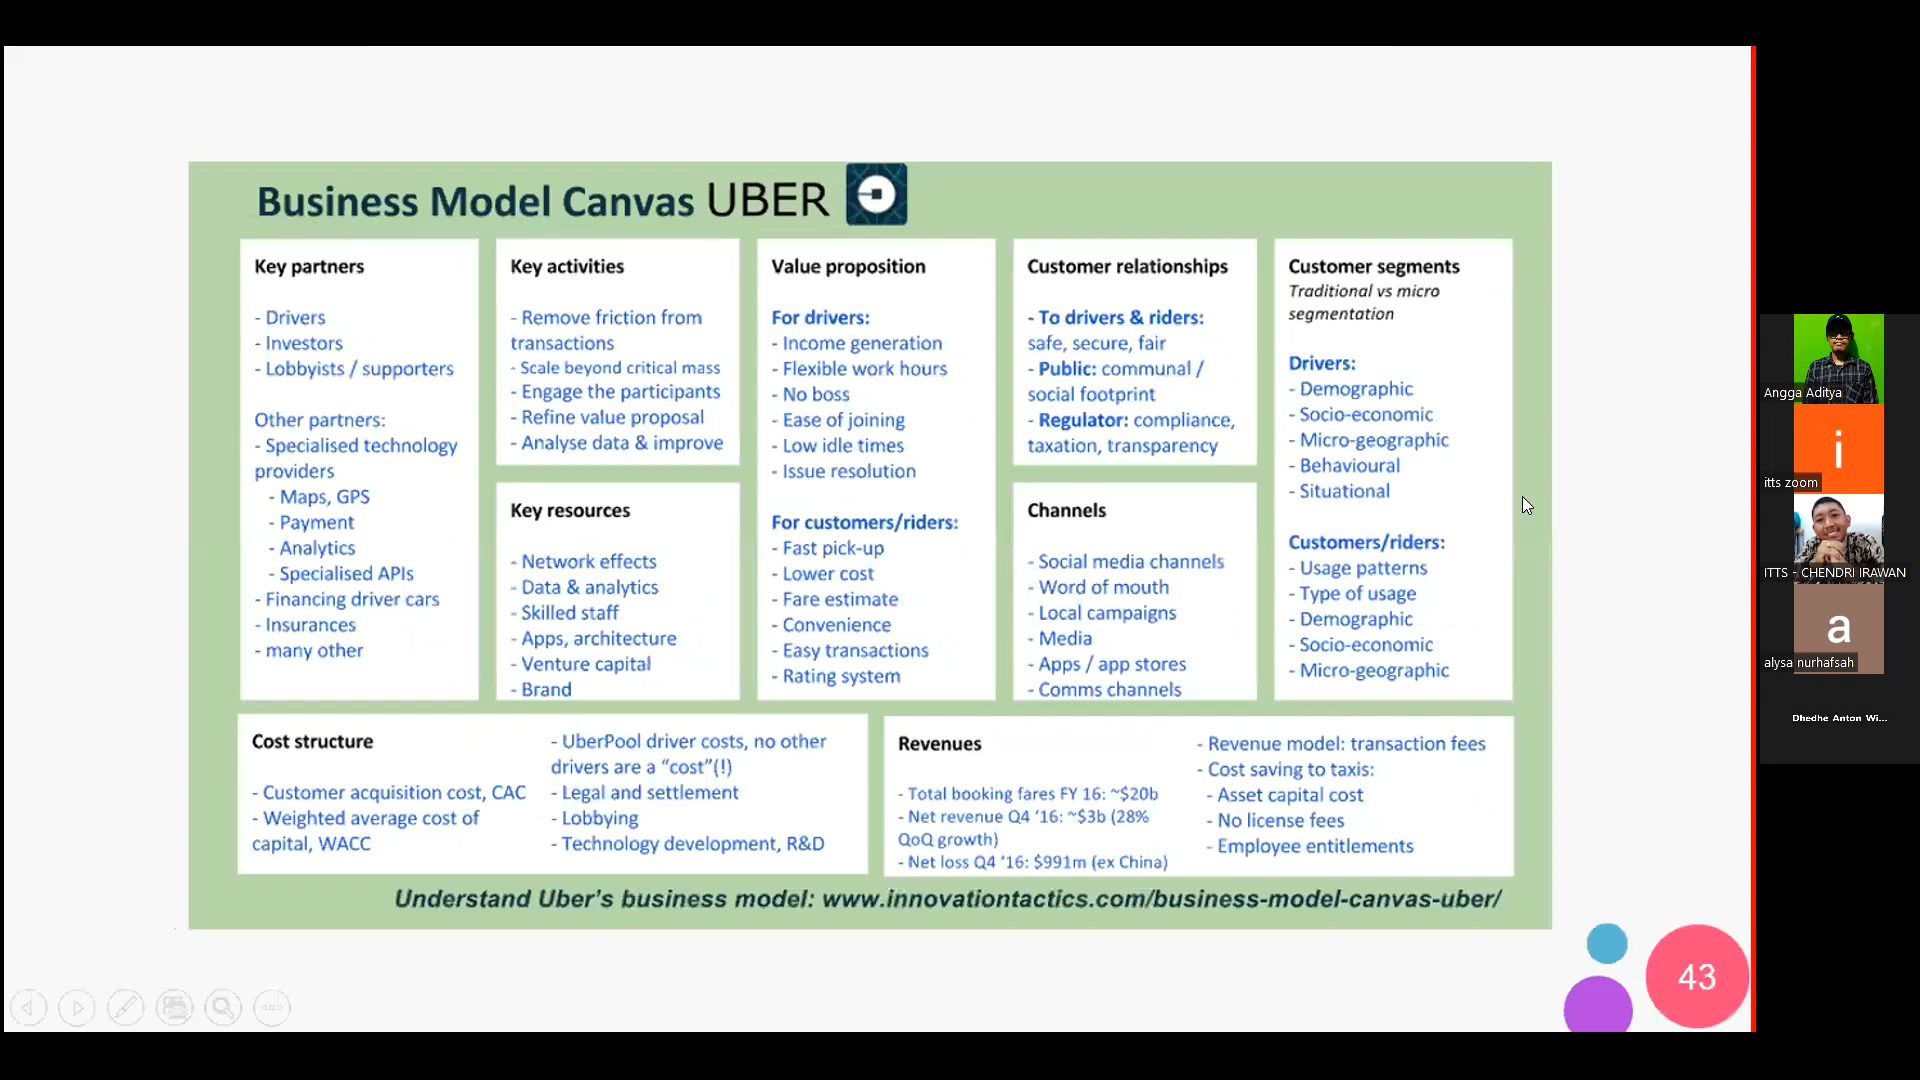 Business Model Canvas UBER
Key partners
- Drivers
- Investors
- Lobbyists / supporters
Other partners:
- Specialised technology
providers
- Maps, GPS
- Payment
- Analytics
- Specialised APIs
- Financing driver cars
- Insurances
- many other
Key activities
- Remove friction from
transactions
- Scale beyond critical mass
- Engage the participants
- Refine value proposal
- Analyse data & improve
Key resources
- Network effects
- Data & analytics
- Skilled staff
- Apps, architecture
- Venture capital
- Brand
Value proposition
For drivers:
- Income generation
- Flexible work hours
- No boss
- Ease of joining
- Low idle times
- Issue resolution
For customers/riders:
- Fast pick-up
- Lower cost
- Fare estimate
- Convenience
- Easy transactions
- Rating system
Customer relationships
- To drivers & riders:
safe, secure, fair
- Public: communal /
social footprint
- Regulator: compliance,
taxation, transparency
Channels
- Social media channels
- Word of mouth
- Local campaigns
- Media
- Apps / app stores
- Comms channels
Customer segments
Traditional vs micro
segmentation
Drivers:
- Demographic
- Socio-economic
- Micro-geographic
- Behavioural
- Situational
Customers/riders:
- Usage patterns
- Type of usage
- Demographic
- Socio-economic
- Micro-geographic
Cost structure
- Customer acquisition cost, CAC
- Weighted average cost of
capital, WACC
- UberPool driver costs, no other
drivers are a “cost”(!)
- Legal and settlement
- Lobbying
- Technology development, R&D
Revenues
- Total booking fares FY 16: ~$20b
- Net revenue Q4 ’16: ~$3b (28%
QoQ growth)
- Net loss Q4 ’16: $991m (ex China)
- Revenue model: transaction fees
- Cost saving to taxis:
- Asset capital cost
- No license fees
- Employee entitlements
Understand Uber’s business model: www.innovationtactics.com/business-model-canvas-uber/
43
Angga Aditya
i
itts zoom
ITTS - CHENDRI IRAWAN
a
alysa nurhafsah
Dhedhe Anton Wi...